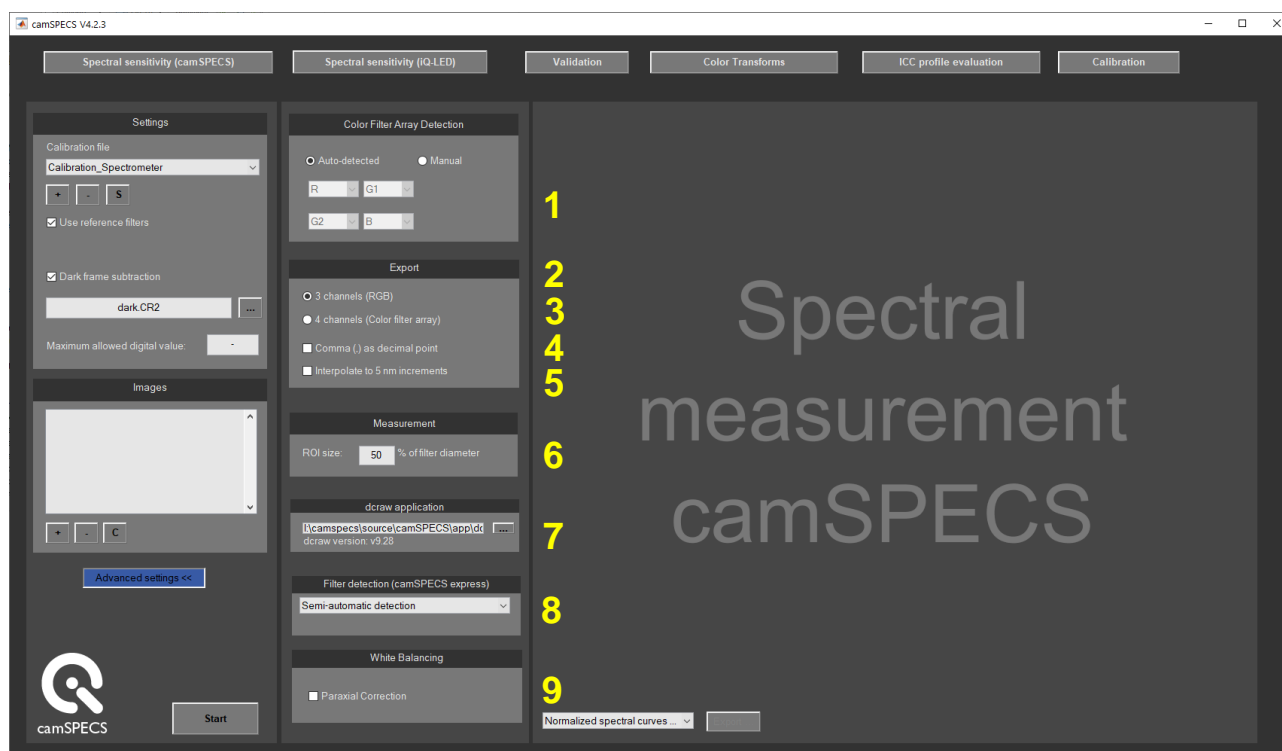 camSPECS V4.2.3
Spectral sensitivity (camSPECS)
Spectral sensitivity (iQ-LED)
Validation
Color Transforms
ICC profile evaluation
Calibration
Settings
Calibration file
Calibration_Spectrometer
+ - S
Use reference filters
Dark frame subtraction
dark.CR2 ...
Maximum allowed digital value: -
Images
+ - C
Advanced settings <<
camSPECS
Start
Color Filter Array Detection
Auto-detected Manual
R G1
G2 B
Export
3 channels (RGB)
4 channels (Color filter array)
Comma (,) as decimal point
Interpolate to 5 nm increments
Measurement
ROI size: 50 % of filter diameter
dcraw application
I:\camspecs\source\camSPECS\app\dc ...
dcraw version: v9.28
Filter detection (camSPECS express)
Semi-automatic detection
White Balancing
Paraxial Correction
1
2
3
4
5
6
7
8
9
Spectral
measurement
camSPECS
Normalized spectral curves ...